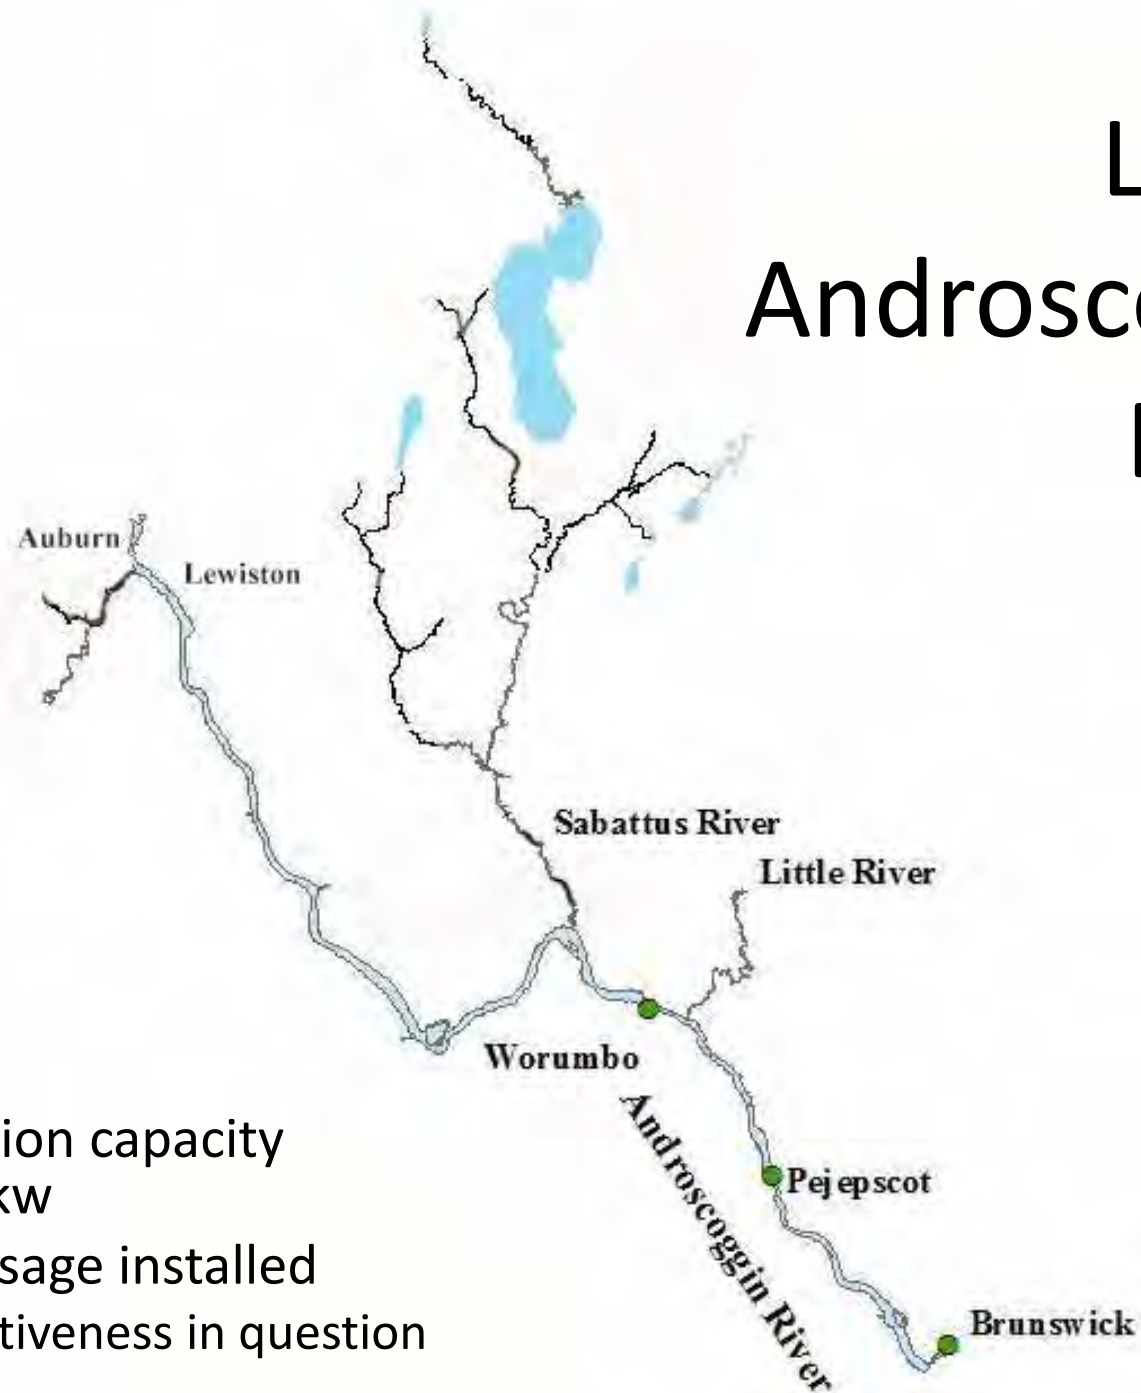 L
Androsc
Auburn
Lewiston
Sabattus River
Little River
Worumbo
Androscoggin River
Pejepscot
Brunswick
ion capacity
kw
sage installed
tiveness in question